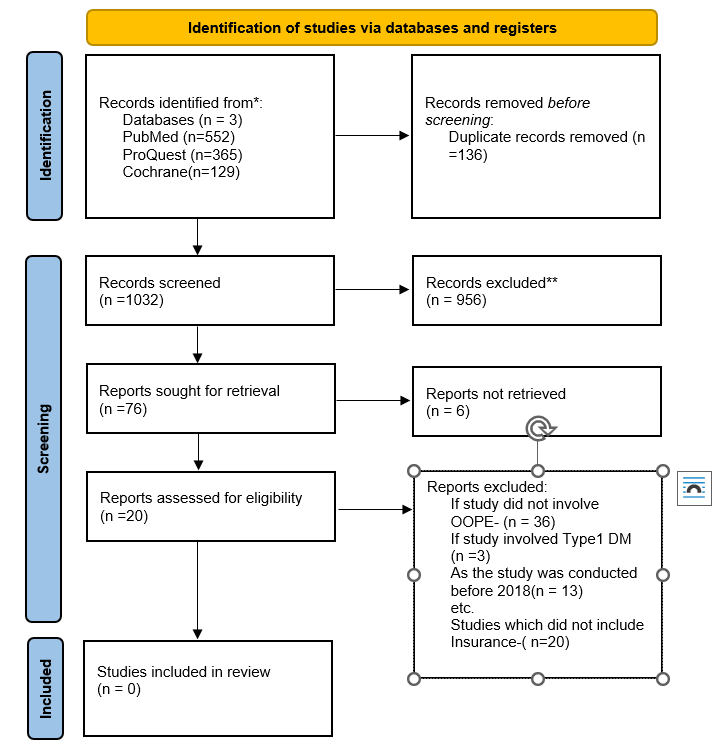 Identification of studies via databases and registers
Identification
Records identified from*:
Databases (n = 3)
PubMed (n=552)
ProQuest (n=365)
Cochrane(n=129)
Records removed before
screening:
Duplicate records removed (n
=136)
Screening
Records screened
(n =1032)
Records excluded**
(n = 956)
Reports sought for retrieval
(n =76)
Reports not retrieved
(n = 6)
Reports assessed for eligibility
(n =20)
Reports excluded:
If study did not involve
OOPE- (n = 36)
If study involved Type1 DM
(n =3)
As the study was conducted
before 2018(n = 13)
etc.
Studies which did not include
Insurance-( n=20)
Included
Studies included in review
(n = 0)